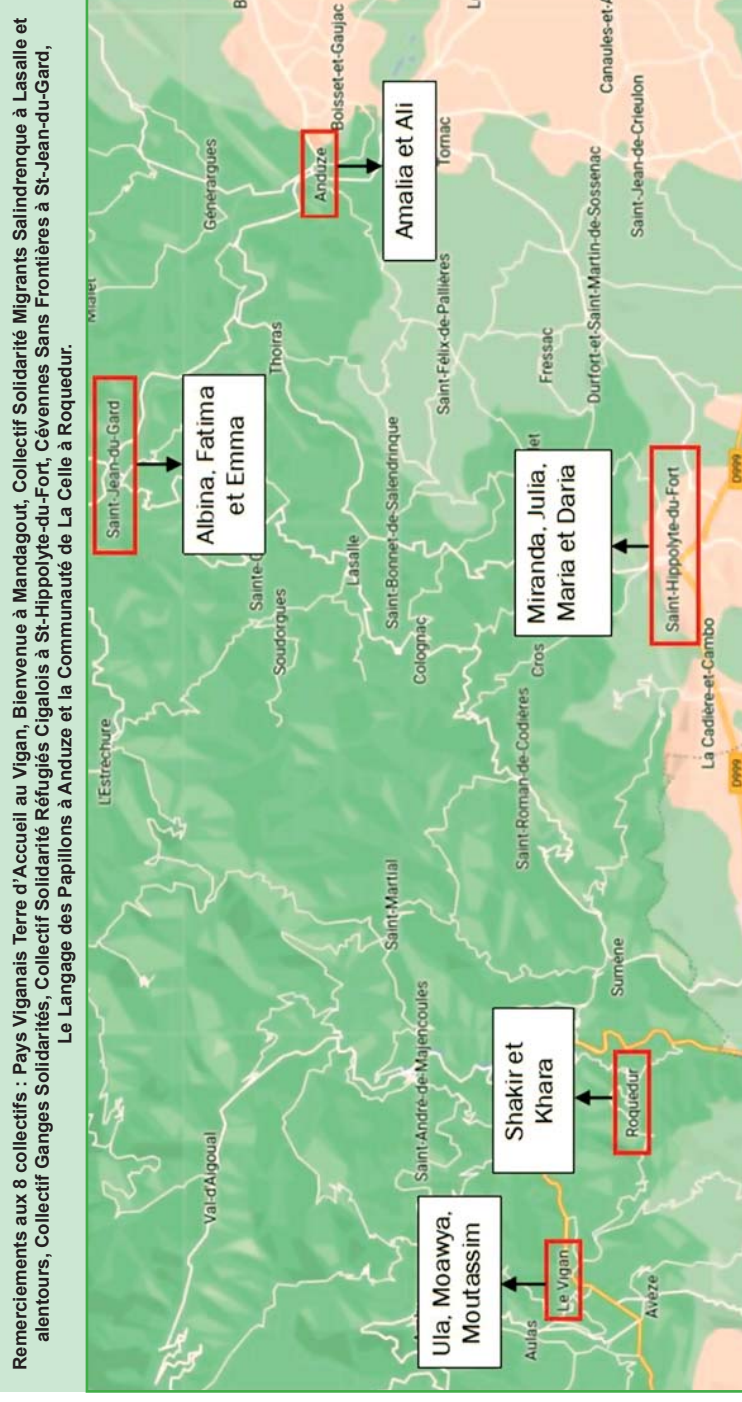 Remerciements aux 8 collectifs : Pays Viganais Terre d'Accueil au Vigan, Bienvenue à Mandagout, Collectif Solidarité Migrants Salindrenque à Lasalle et
alentours, Collectif Ganges Solidarités, Collectif Solidarité Réfugiés Cigalois à St-Hippolyte-du-Fort, Cévennes Sans Frontières à St-Jean-du-Gard,
Le Langage des Papillons à Anduze et la Communauté de La Celle à Roquedur.
L'Estréchure
Saint-Jean-du-Gard
Mialet
Albina, Fatima
et Emma
Générargues
Val-d'Aigoual
Soudorgues
Thoiras
Anduze
Boisset-et-Gaujac
Lasalle
Amalia et Ali
Saint-Martial
Saint-Bonnet-de-Salendrinque
Saint-André-de-Majencoules
Colognac
Saint-Félix-de-Pallières
Tornac
Ula, Moawya,
Moutassim
Shakir et
Khara
Saint-Roman-de-Codières
Cros
Miranda, Julia,
Maria et Daria
Fressac
Aulas
Le Vigan
Durfort-et-Saint-Martin-de-Sossenac
Canaules-et-A
Roquedur
Sumène
Saint-Hippolyte-du-Fort
Saint-Jean-de-Crieulon
Avèze
La Cadière-et-Cambo
D999
D999